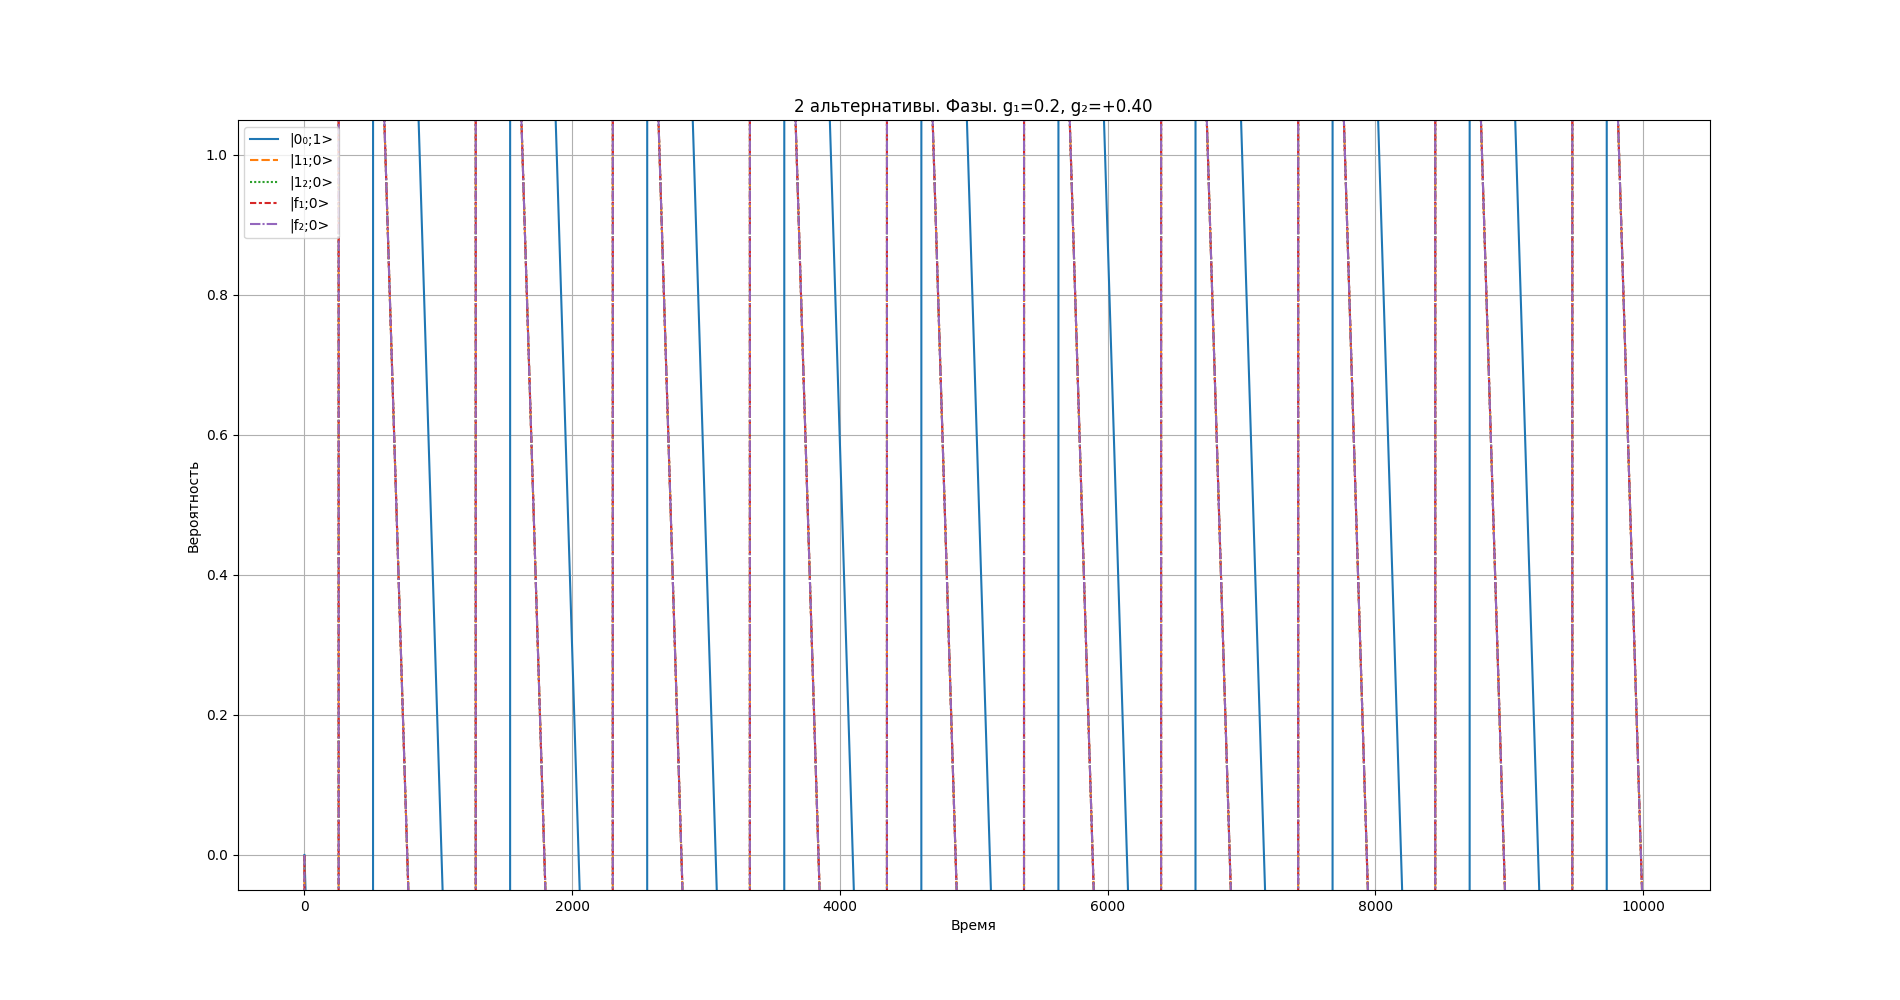 2 альтернативы. Фазы. g₁=0.2, g₂=+0.40
|0₀;1>
|1₁;0>
|1₂;0>
|f₁;0>
|f₂;0>
Вероятность
1.0
0.8
0.6
0.4
0.2
0.0
0 2000 4000 6000 8000 10000
Время